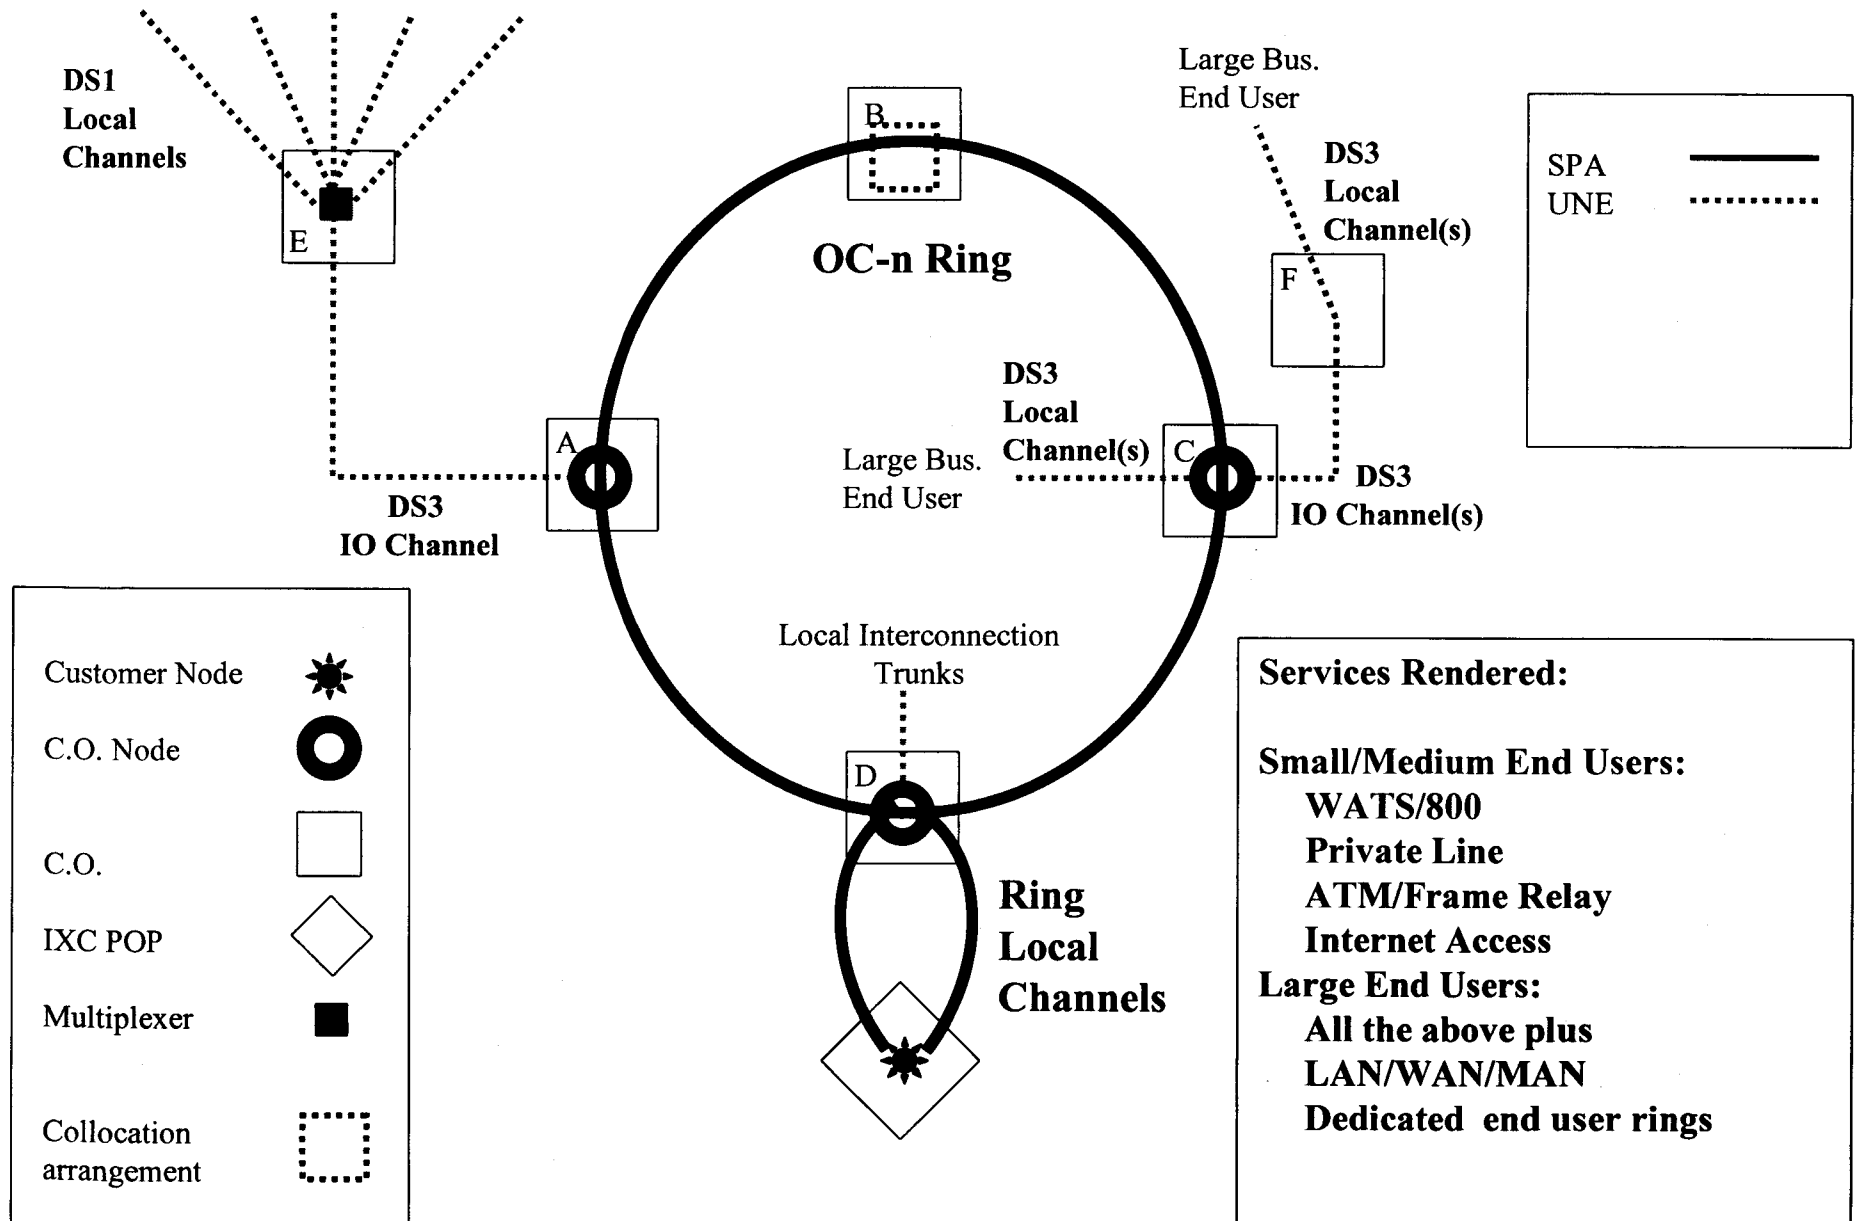 DS1
Local
Channels
E
DS3
IO Channel
A
B
OC-n Ring
Large Bus.
End User
DS3
Local
Channel(s)
F
DS3
Local
Channel(s)
Large Bus.
End User
C
DS3
IO Channel(s)
SPA
UNE
Local Interconnection
Trunks
D
Ring
Local
Channels
Customer Node
C.O. Node
C.O.
IXC POP
Multiplexer
Collocation
arrangement
Services Rendered:
Small/Medium End Users:
WATS/800
Private Line
ATM/Frame Relay
Internet Access
Large End Users:
All the above plus
LAN/WAN/MAN
Dedicated end user rings